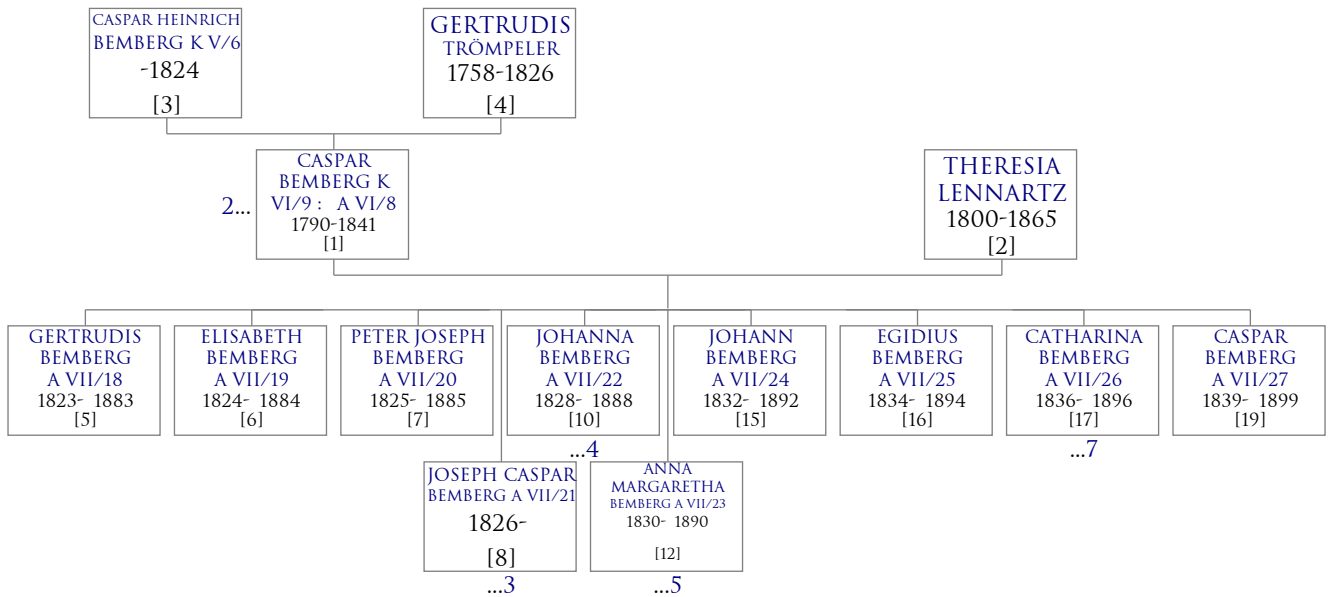 CASPAR HEINRICH
BEMBERG K V/6
-1824
[3]
GERTRUDIS
TRÖMPELER
1758-1826
[4]
CASPAR
BEMBERG K
VI/9 : A VI/8
1790-1841
[1]
2...
THERESIA
LENNARTZ
1800-1865
[2]
GERTRUDIS
BEMBERG
A VII/18
1823- 1883
[5]
ELISABETH
BEMBERG
A VII/19
1824- 1884
[6]
PETER JOSEPH
BEMBERG
A VII/20
1825- 1885
[7]
JOHANNA
BEMBERG
A VII/22
1828- 1888
[10]
...4
JOHANN
BEMBERG
A VII/24
1832- 1892
[15]
EGIDIUS
BEMBERG
A VII/25
1834- 1894
[16]
CATHARINA
BEMBERG
A VII/26
1836- 1896
[17]
...7
CASPAR
BEMBERG
A VII/27
1839- 1899
[19]
JOSEPH CASPAR
BEMBERG A VII/21
1826-
[8]
...3
ANNA
MARGARETHA
BEMBERG A VII/23
1830- 1890
[12]
...5